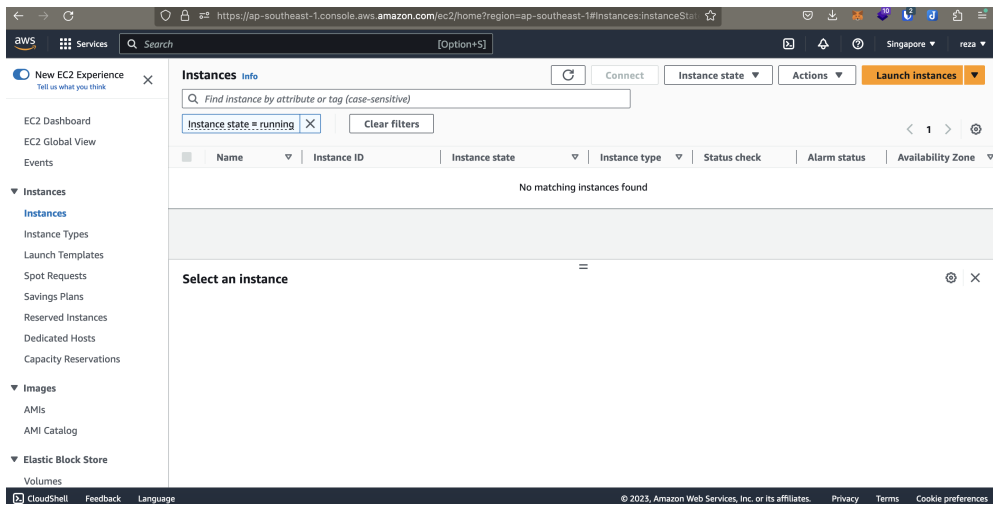 https://ap-southeast-1.console.aws.amazon.com/ec2/home?region=ap-southeast-1#Instances:instanceStat
10 2
aws Services Search [Option+S] Singapore reza
New EC2 Experience
Tell us what you think
EC2 Dashboard
EC2 Global View
Events
Instances
Instances
Instance Types
Launch Templates
Spot Requests
Savings Plans
Reserved Instances
Dedicated Hosts
Capacity Reservations
Images
AMIs
AMI Catalog
Elastic Block Store
Volumes
Instances Info Connect Instance state Actions Launch instances
Find instance by attribute or tag (case-sensitive)
Instance state = running Clear filters 1
Name Instance ID Instance state Instance type Status check Alarm status Availability Zone
No matching instances found
Select an instance
CloudShell Feedback Language © 2023, Amazon Web Services, Inc. or its affiliates. Privacy Terms Cookie preferences